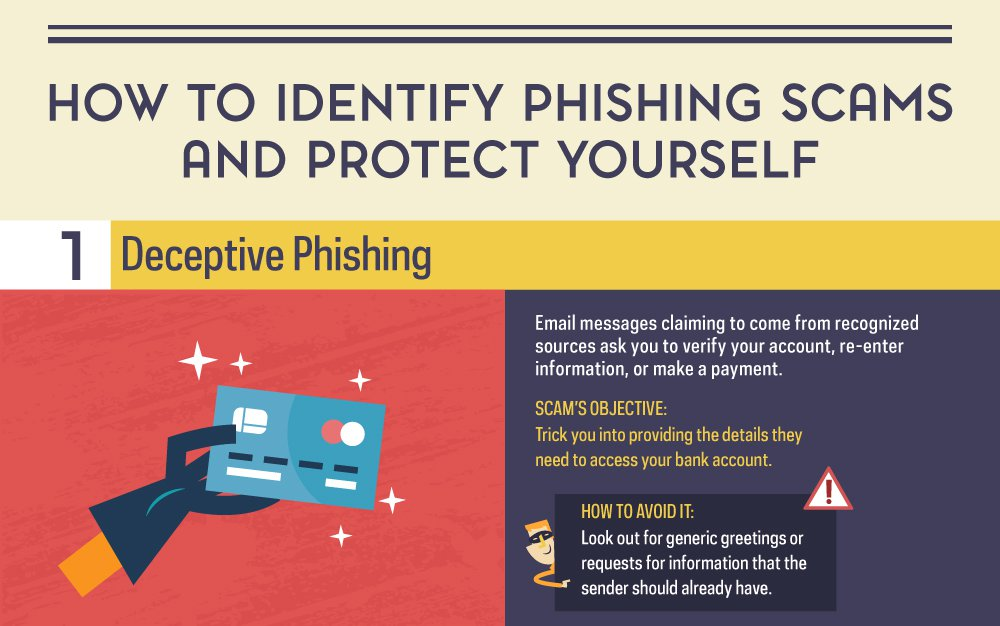 HOW TO IDENTIFY PHISHING SCAMS
AND PROTECT YOURSELF
1 Deceptive Phishing
Email messages claiming to come from recognized
sources ask you to verify your account, re-enter
information, or make a payment.
SCAM'S OBJECTIVE:
Trick you into providing the details they
need to access your bank account.
!
HOW TO AVOID IT:
Look out for generic greetings or
requests for information that the
sender should already have.